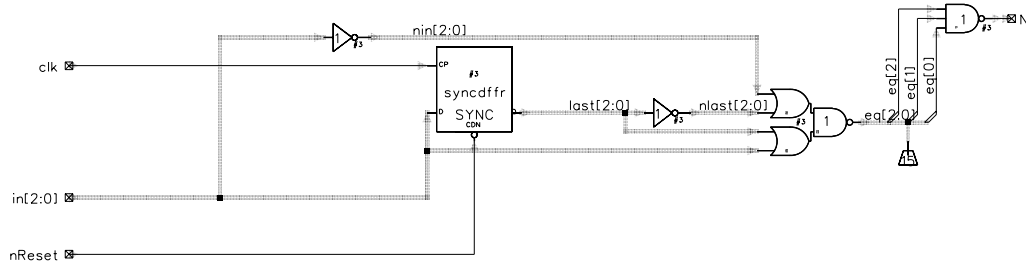 eq[2]
eq[1]
eq[0]
1
#3
N
1
#3
nin[2:0]
clk
CP
#3
syncdffr
D
SYNC
CDN
last[2:0]
1
#3
nlast[2:0]
#3
1
eq[2:0]
15
in[2:0]
nReset